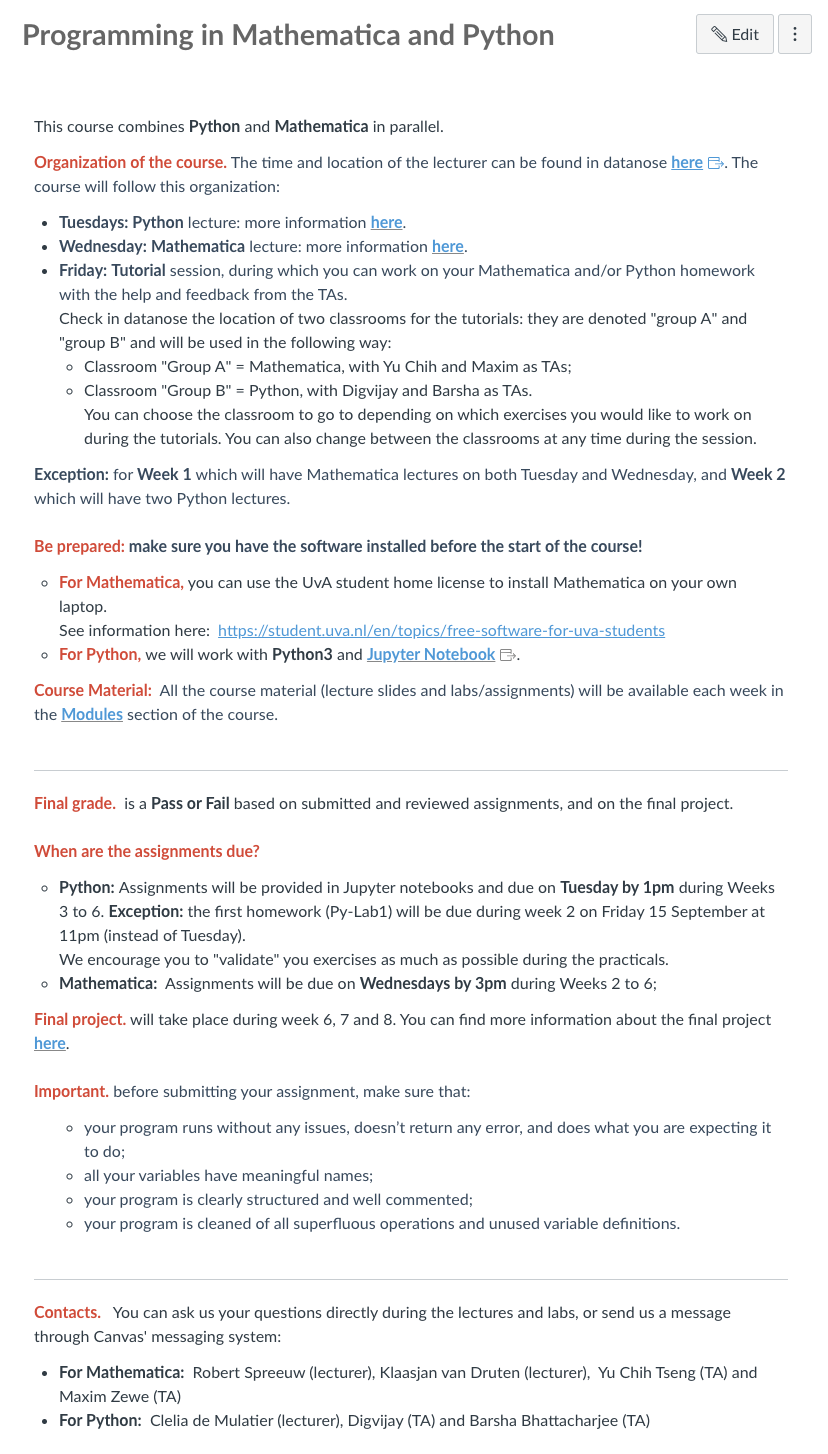 Programming in Mathematica and Python
Edit
This course combines Python and Mathematica in parallel.
Organization of the course. The time and location of the lecturer can be found in datanose here. The
course will follow this organization:
Tuesdays: Python lecture: more information here.
Wednesday: Mathematica lecture: more information here.
Friday: Tutorial session, during which you can work on your Mathematica and/or Python homework
with the help and feedback from the TAs.
Check in datanose the location of two classrooms for the tutorials: they are denoted "group A" and
"group B" and will be used in the following way:
Classroom "Group A" = Mathematica, with Yu Chih and Maxim as TAs;
Classroom "Group B" = Python, with Digvijay and Barsha as TAs.
You can choose the classroom to go to depending on which exercises you would like to work on
during the tutorials. You can also change between the classrooms at any time during the session.
Exception: for Week 1 which will have Mathematica lectures on both Tuesday and Wednesday, and Week 2
which will have two Python lectures.
Be prepared: make sure you have the software installed before the start of the course!
For Mathematica, you can use the UvA student home license to install Mathematica on your own
laptop.
See information here: https://student.uva.nl/en/topics/free-software-for-uva-students
For Python, we will work with Python3 and Jupyter Notebook.
Course Material: All the course material (lecture slides and labs/assignments) will be available each week in
the Modules section of the course.
Final grade. is a Pass or Fail based on submitted and reviewed assignments, and on the final project.
When are the assignments due?
Python: Assignments will be provided in Jupyter notebooks and due on Tuesday by 1pm during Weeks
3 to 6. Exception: the first homework (Py-Lab1) will be due during week 2 on Friday 15 September at
11pm (instead of Tuesday).
We encourage you to "validate" you exercises as much as possible during the practicals.
Mathematica: Assignments will be due on Wednesdays by 3pm during Weeks 2 to 6;
Final project. will take place during week 6, 7 and 8. You can find more information about the final project
here.
Important. before submitting your assignment, make sure that:
your program runs without any issues, doesn’t return any error, and does what you are expecting it
to do;
all your variables have meaningful names;
your program is clearly structured and well commented;
your program is cleaned of all superfluous operations and unused variable definitions.
Contacts. You can ask us your questions directly during the lectures and labs, or send us a message
through Canvas' messaging system:
For Mathematica: Robert Spreeuw (lecturer), Klaasjan van Druten (lecturer), Yu Chih Tseng (TA) and
Maxim Zewe (TA)
For Python: Clelia de Mulatier (lecturer), Digvijay (TA) and Barsha Bhattacharjee (TA)